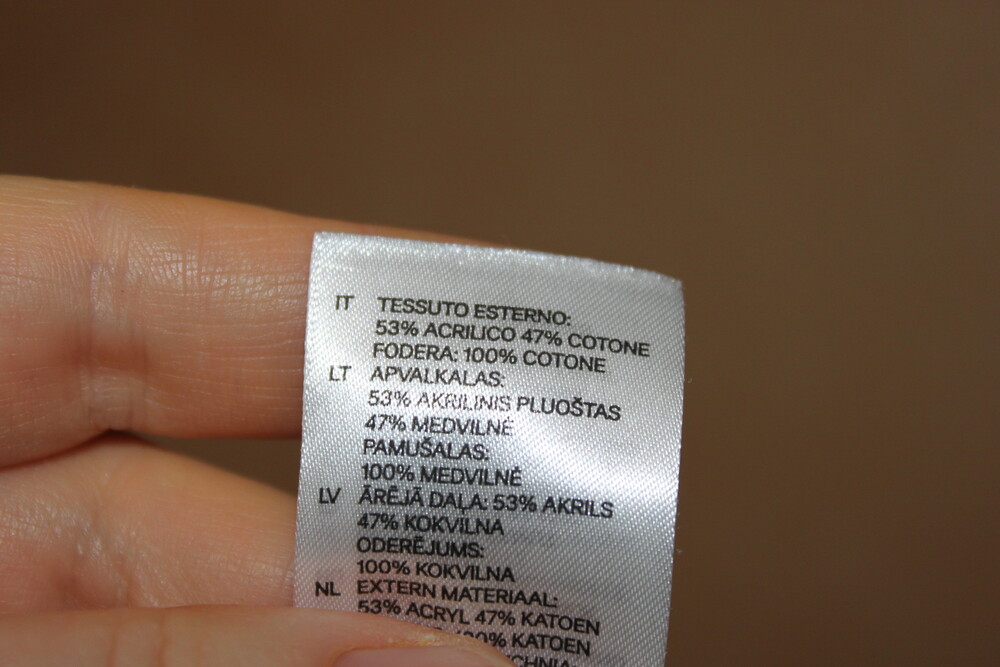 IT TESSUTO ESTERNO:
53% ACRILICO 47% COTONE
FODERA: 100% COTONE
LT APVALKALAS:
53% AKRILINIS PLUOŠTAS
47% MEDVILNĖ
PAMUŠALAS:
100% MEDVILNĖ
LV ĀRĒJĀ DAĻA: 53% AKRILS
47% KOKVILNA
ODERĒJUMS:
100% KOKVILNA
NL EXTERN MATERIAAL:
53% ACRYL 47% KATOEN
KATOEN